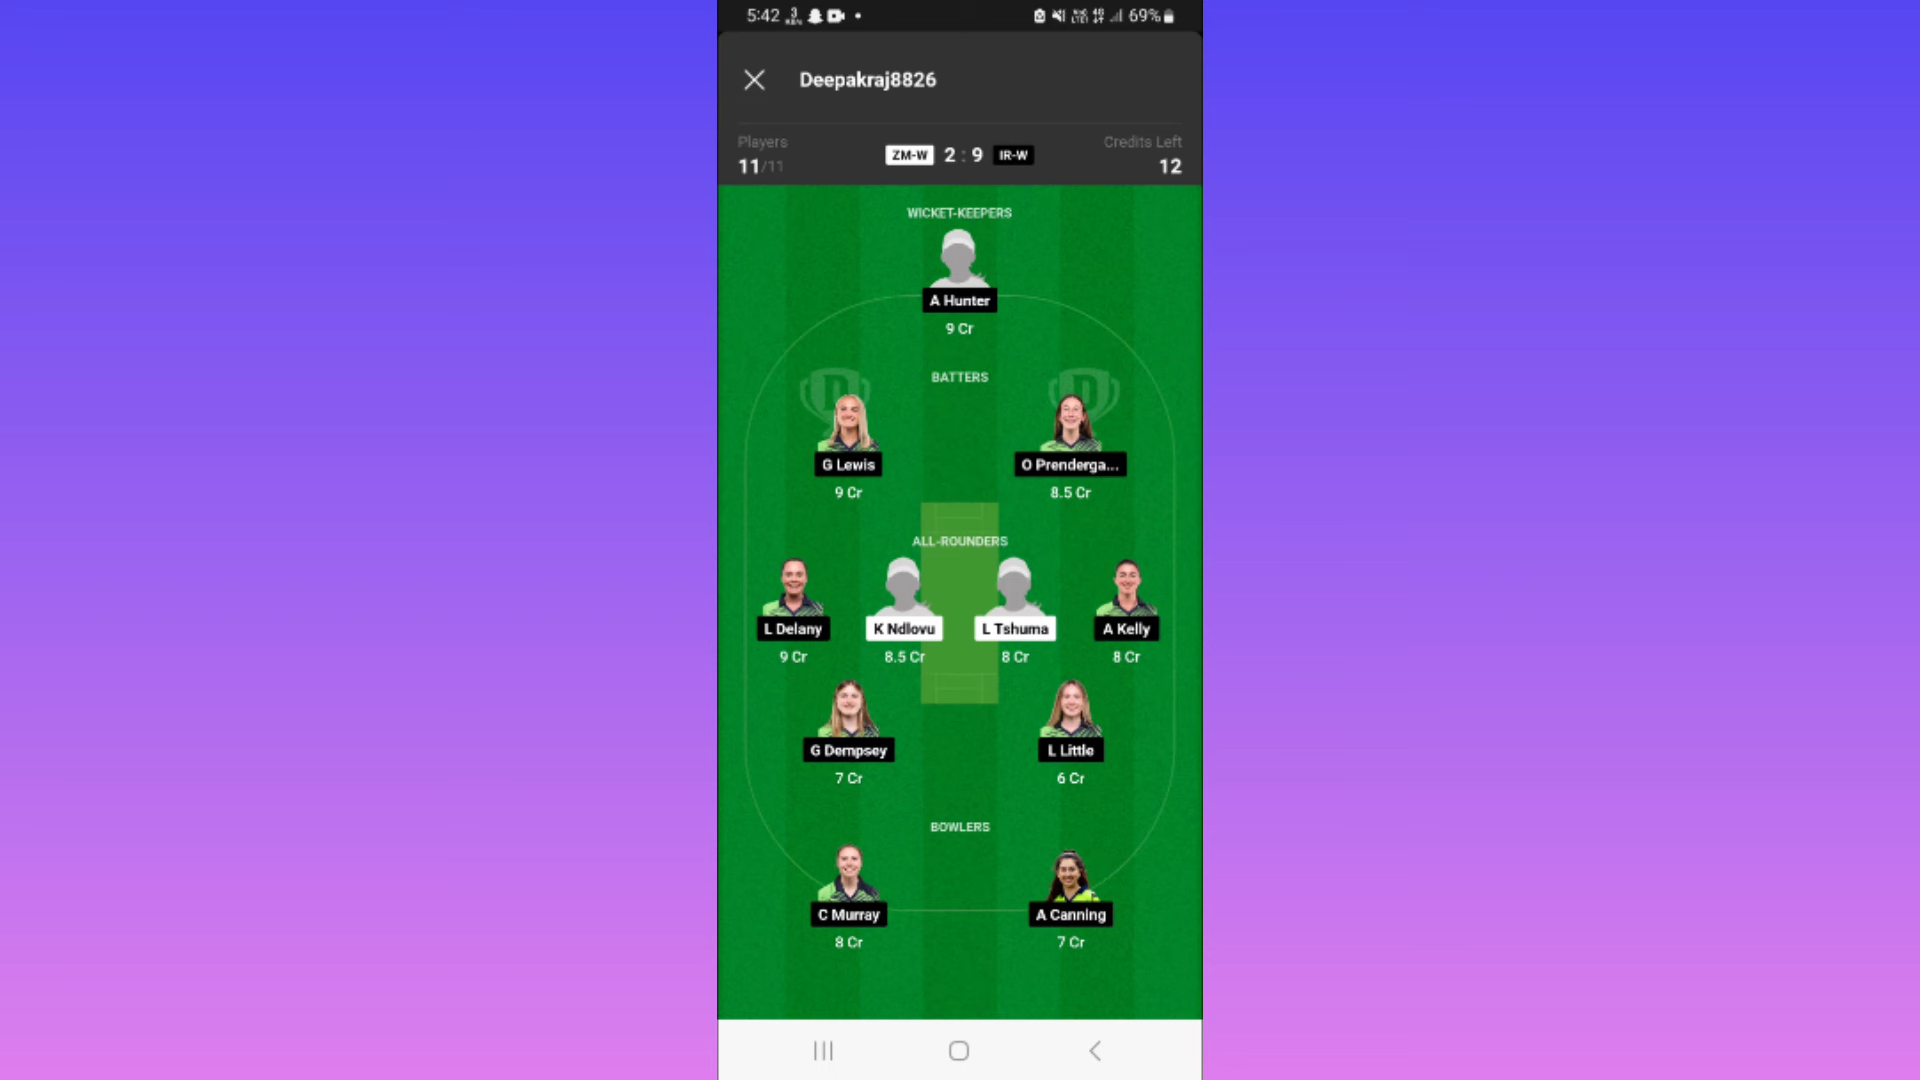 5:42 69%
Deepakraj8826
Players Credits Left
11/11 ZM-W 2 : 9 IR-W 12
WICKET-KEEPERS
A Hunter
9 Cr
BATTERS
G Lewis O Prenderga...
9 Cr 8.5 Cr
ALL-ROUNDERS
L Delany K Ndlovu L Tshuma A Kelly
9 Cr 8.5 Cr 8 Cr 8 Cr
G Dempsey L Little
7 Cr 6 Cr
BOWLERS
C Murray A Canning
8 Cr 7 Cr